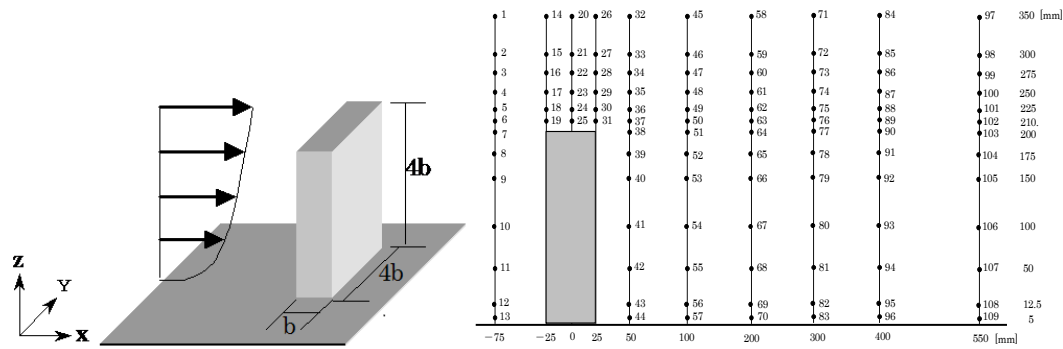 1 14 20 26 32 45 58 71 84 97 350 [mm]
2 15 21 27 33 46 59 72 85 98 300
3 16 22 28 34 47 60 73 86 99 275
4 17 23 29 35 48 61 74 87 100 250
5 18 24 30 36 49 62 75 88 101 225
6 19 25 31 37 50 63 76 89 102 210.
7 38 51 64 77 90 103 200
8 39 52 65 78 91 104 175
9 40 53 66 79 92 105 150
10 41 54 67 80 93 106 100
11 42 55 68 81 94 107 50
12 43 56 69 82 95 108 12.5
13 44 57 70 83 96 109 5
−75 −25 0 25 50 100 200 300 400 550 [mm]
4b
4b
b
Z
Y
X